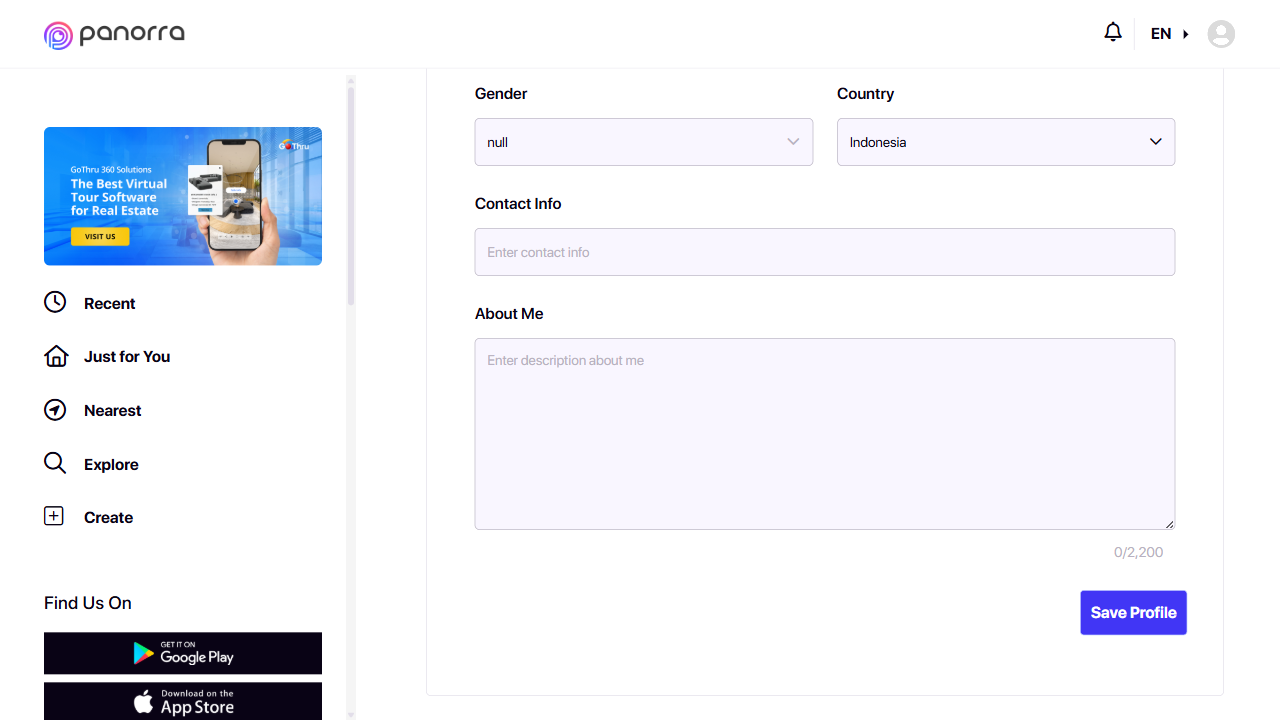 panorra
EN
GoThru
GoThru 360 Solutions
The Best Virtual
Tour Software
for Real Estate
VISIT US
Recent
Just for You
Nearest
Explore
Create
Find Us On
GET IT ON
Google Play
Download on the
App Store
Gender
Country
null
Indonesia
Contact Info
Enter contact info
About Me
Enter description about me
0/2,200
Save Profile